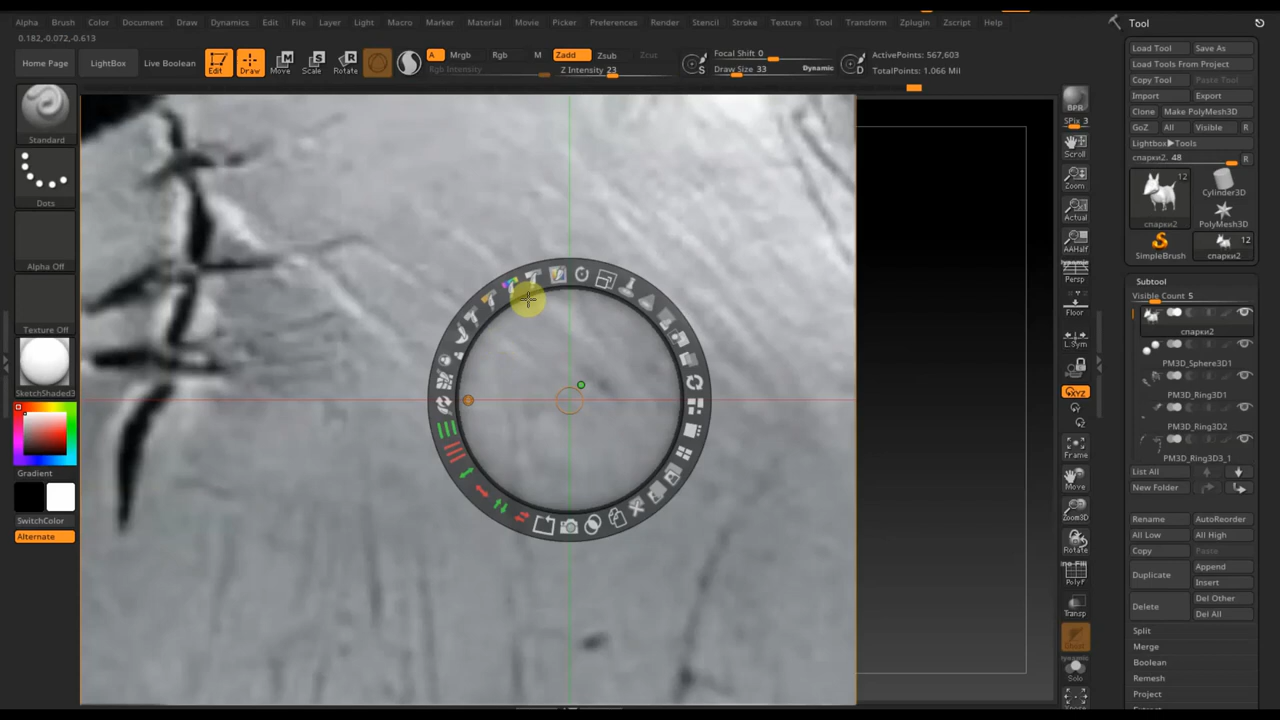 Alpha Brush Color Document Draw Dynamics Edit File Layer Light Macro Marker Material Movie Picker Preferences Render Stencil Stroke Texture Tool Transform Zplugin Zscript Help
Tool
0.182,-0.072,-0.613
Home Page LightBox Live Boolean Edit Draw Move Scale Rotate
A Mrgb Rgb M
Rgb Intensity
Zadd Zsub Zcut
Z Intensity 23
S
Focal Shift 0
Draw Size 33 Dynamic
D
ActivePoints: 567,603
TotalPoints: 1.066 Mil
Standard
Dots
Alpha Off
Texture Off
SketchShaded3
Gradient
SwitchColor
Alternate
BPR
SPix 3
Scroll
Zoom
Actual
AAHalf
Dynamic
Persp
Floor
L.Sym
XYZ
Y
Z
Frame
Move
Zoom3D
Rotate
PolyF
Transp
Dynamic
Solo
Load Tool Save As
Load Tools From Project
Copy Tool Paste Tool
Import Export
Clone Make PolyMesh3D
GoZ All Visible R
Lightbox▶Tools
спарки2. 48 R
12
Cylinder3D
PolyMesh3D
спарки2
SimpleBrush
12
спарки2
Subtool
Visible Count 5
спарки2
PM3D_Sphere3D1
PM3D_Ring3D1
PM3D_Ring3D2
PM3D_Ring3D3_1
List All
New Folder
Rename AutoReorder
All Low All High
Copy Paste
Duplicate Append
Insert
Delete Del Other
Del All
Split
Merge
Boolean
Remesh
Project